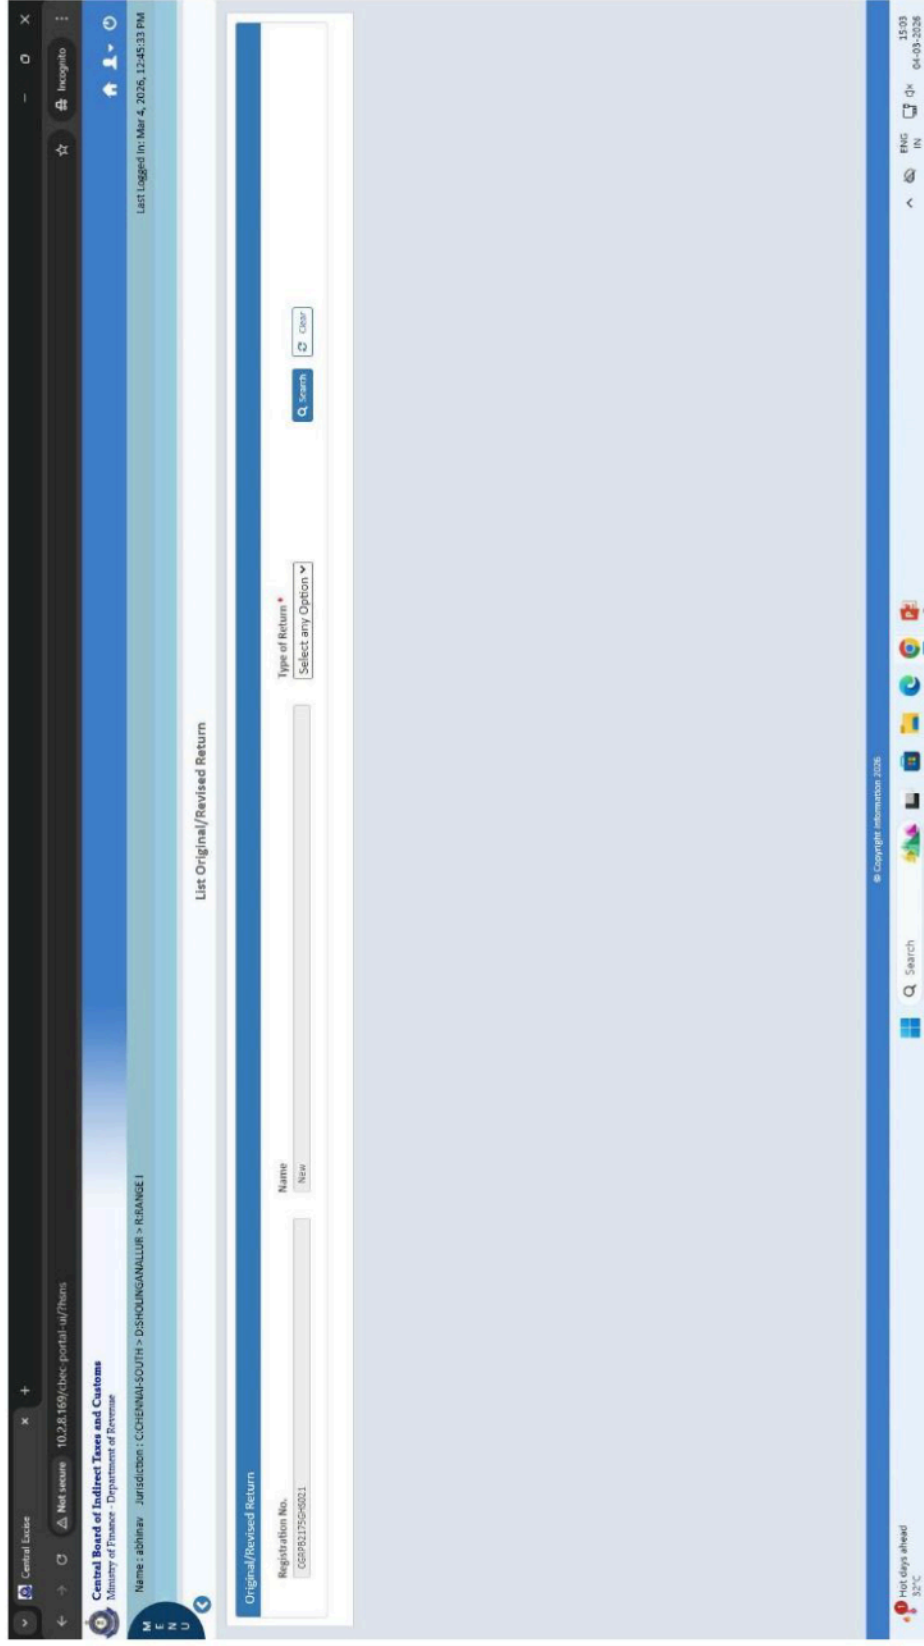 Central Excise
Not secure 10.2.8.169/cbec-portal-ui/?hsns
Incognito
Central Board of Indirect Taxes and Customs
Ministry of Finance - Department of Revenue
Name : abhinav Jurisdiction : C:CHENNAI-SOUTH > D:SHOLINGANALLUR > R:RANGE I Last Logged In: Mar 4, 2026, 12:45:33 PM
MENU
List Original/Revised Return
Original/Revised Return
Registration No. Name Type of Return *
New Select any Option Search Clear
© Copyright Information 2026
Hot days ahead
32°C
Search
ENG
IN
15:03
04-03-2026